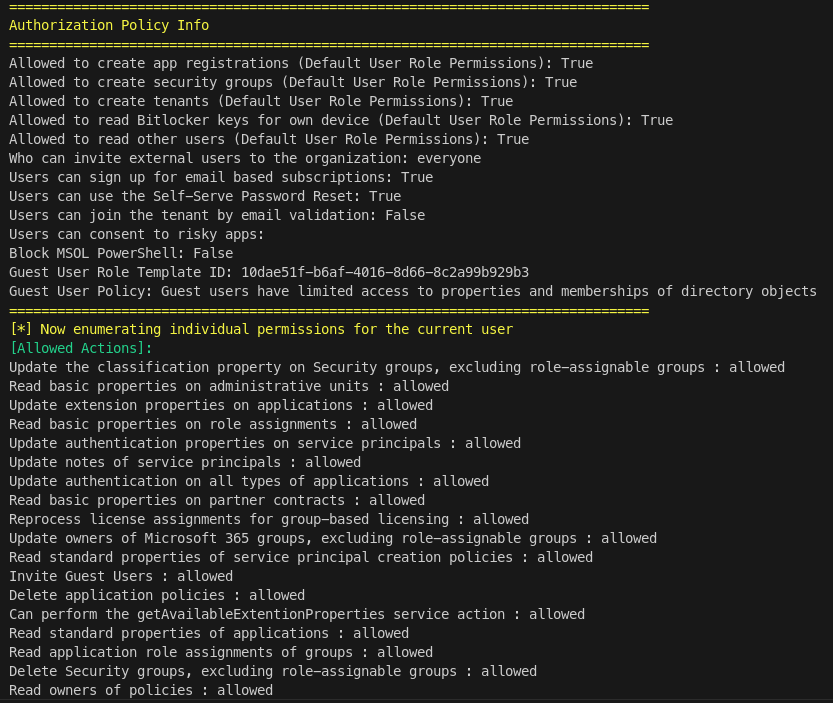 ================================================================================
Authorization Policy Info
================================================================================
Allowed to create app registrations (Default User Role Permissions): True
Allowed to create security groups (Default User Role Permissions): True
Allowed to create tenants (Default User Role Permissions): True
Allowed to read Bitlocker keys for own device (Default User Role Permissions): True
Allowed to read other users (Default User Role Permissions): True
Who can invite external users to the organization: everyone
Users can sign up for email based subscriptions: True
Users can use the Self-Serve Password Reset: True
Users can join the tenant by email validation: False
Users can consent to risky apps:
Block MSOL PowerShell: False
Guest User Role Template ID: 10dae51f-b6af-4016-8d66-8c2a99b929b3
Guest User Policy: Guest users have limited access to properties and memberships of directory objects
================================================================================
[*] Now enumerating individual permissions for the current user
[Allowed Actions]:
Update the classification property on Security groups, excluding role-assignable groups : allowed
Read basic properties on administrative units : allowed
Update extension properties on applications : allowed
Read basic properties on role assignments : allowed
Update authentication properties on service principals : allowed
Update notes of service principals : allowed
Update authentication on all types of applications : allowed
Read basic properties on partner contracts : allowed
Reprocess license assignments for group-based licensing : allowed
Update owners of Microsoft 365 groups, excluding role-assignable groups : allowed
Read standard properties of service principal creation policies : allowed
Invite Guest Users : allowed
Delete application policies : allowed
Can perform the getAvailableExtentionProperties service action : allowed
Read standard properties of applications : allowed
Read application role assignments of groups : allowed
Delete Security groups, excluding role-assignable groups : allowed
Read owners of policies : allowed